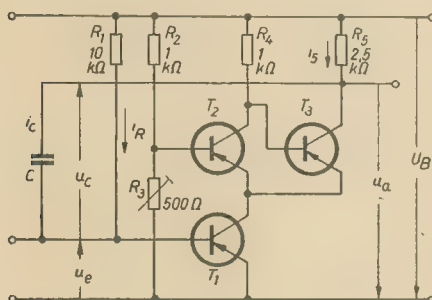 R1
10
kΩ
R2
1
kΩ
R4
1
kΩ
i5
R5
2,5
kΩ
T2
T3
ic
C
uc
iR
R3
500 Ω
T1
ue
ua
UB